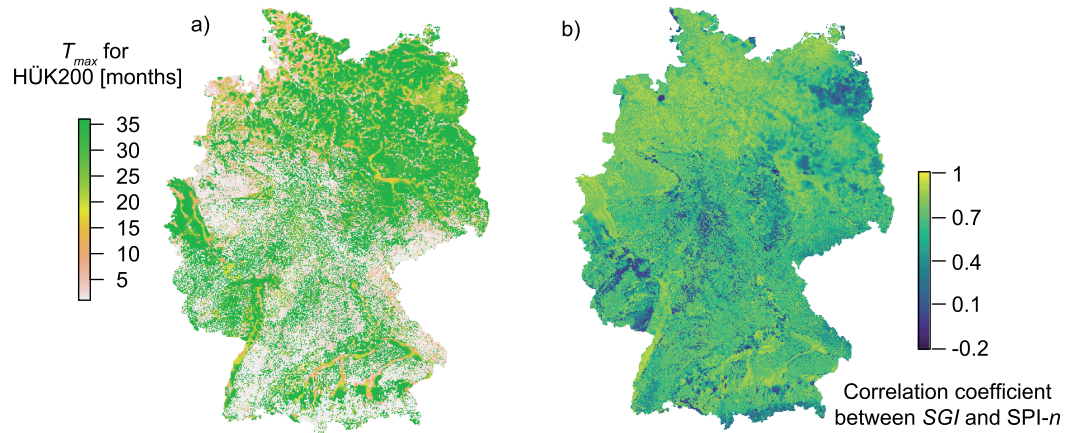 a)
b)
Tmax for
HÜK200 [months]
35
30
25
20
15
10
5
1
0.7
0.4
0.1
-0.2
Correlation coefficient
between SGI and SPI-n